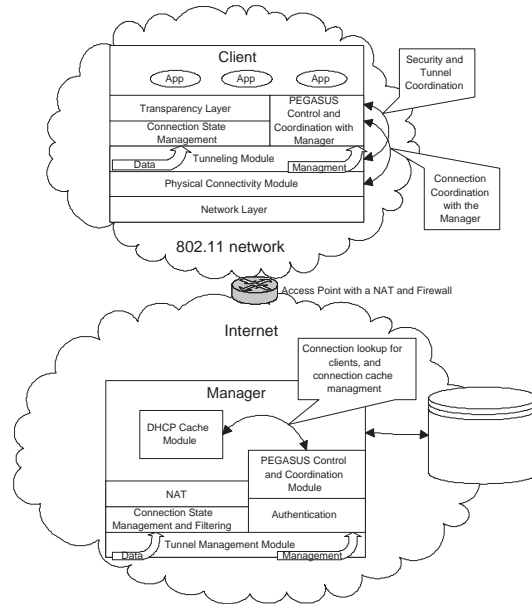 Client
App
App
App
Security and
Tunnel
Coordination
Transparency Layer
PEGASUS
Control and
Coordination with
Manager
Connection State
Management
Data
Tunneling Module
Managment
Physical Connectivity Module
Network Layer
Connection
Coordination
with the
Manager
802.11 network
Access Point with a NAT and Firewall
Internet
Connection lookup for
clients, and
connection cache
managment
Manager
DHCP Cache
Module
PEGASUS Control
and Coordination
Module
NAT
Connection State
Management and Filtering
Authentication
Tunnel Management Module
Data
Management